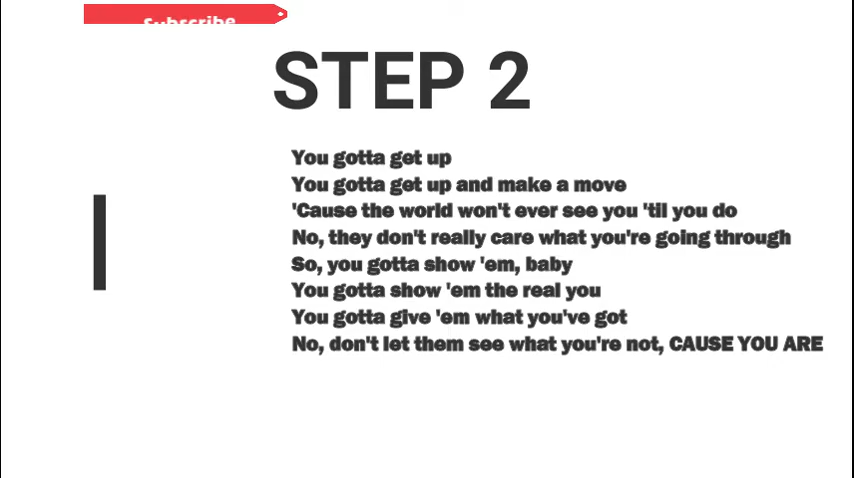 Subscribe
STEP 2
You gotta get up
You gotta get up and make a move
'Cause the world won't ever see you 'til you do
No, they don't really care what you're going through
So, you gotta show 'em, baby
You gotta show 'em the real you
You gotta give 'em what you've got
No, don't let them see what you're not, CAUSE YOU ARE